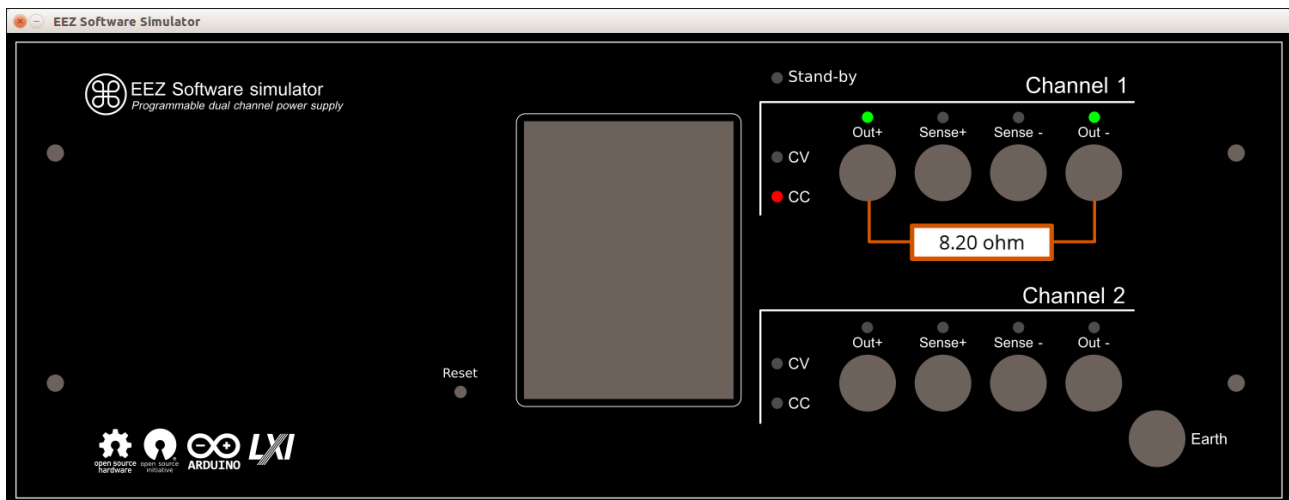 EEZ Software Simulator
EEZ Software simulator
Programmable dual channel power supply
Stand-by
Channel 1
Out+ Sense+ Sense - Out -
CV
CC
8.20 ohm
Channel 2
Out+ Sense+ Sense - Out -
CV
CC
Reset
Earth
open source
hardware
open source
initiative
ARDUINO
LXI